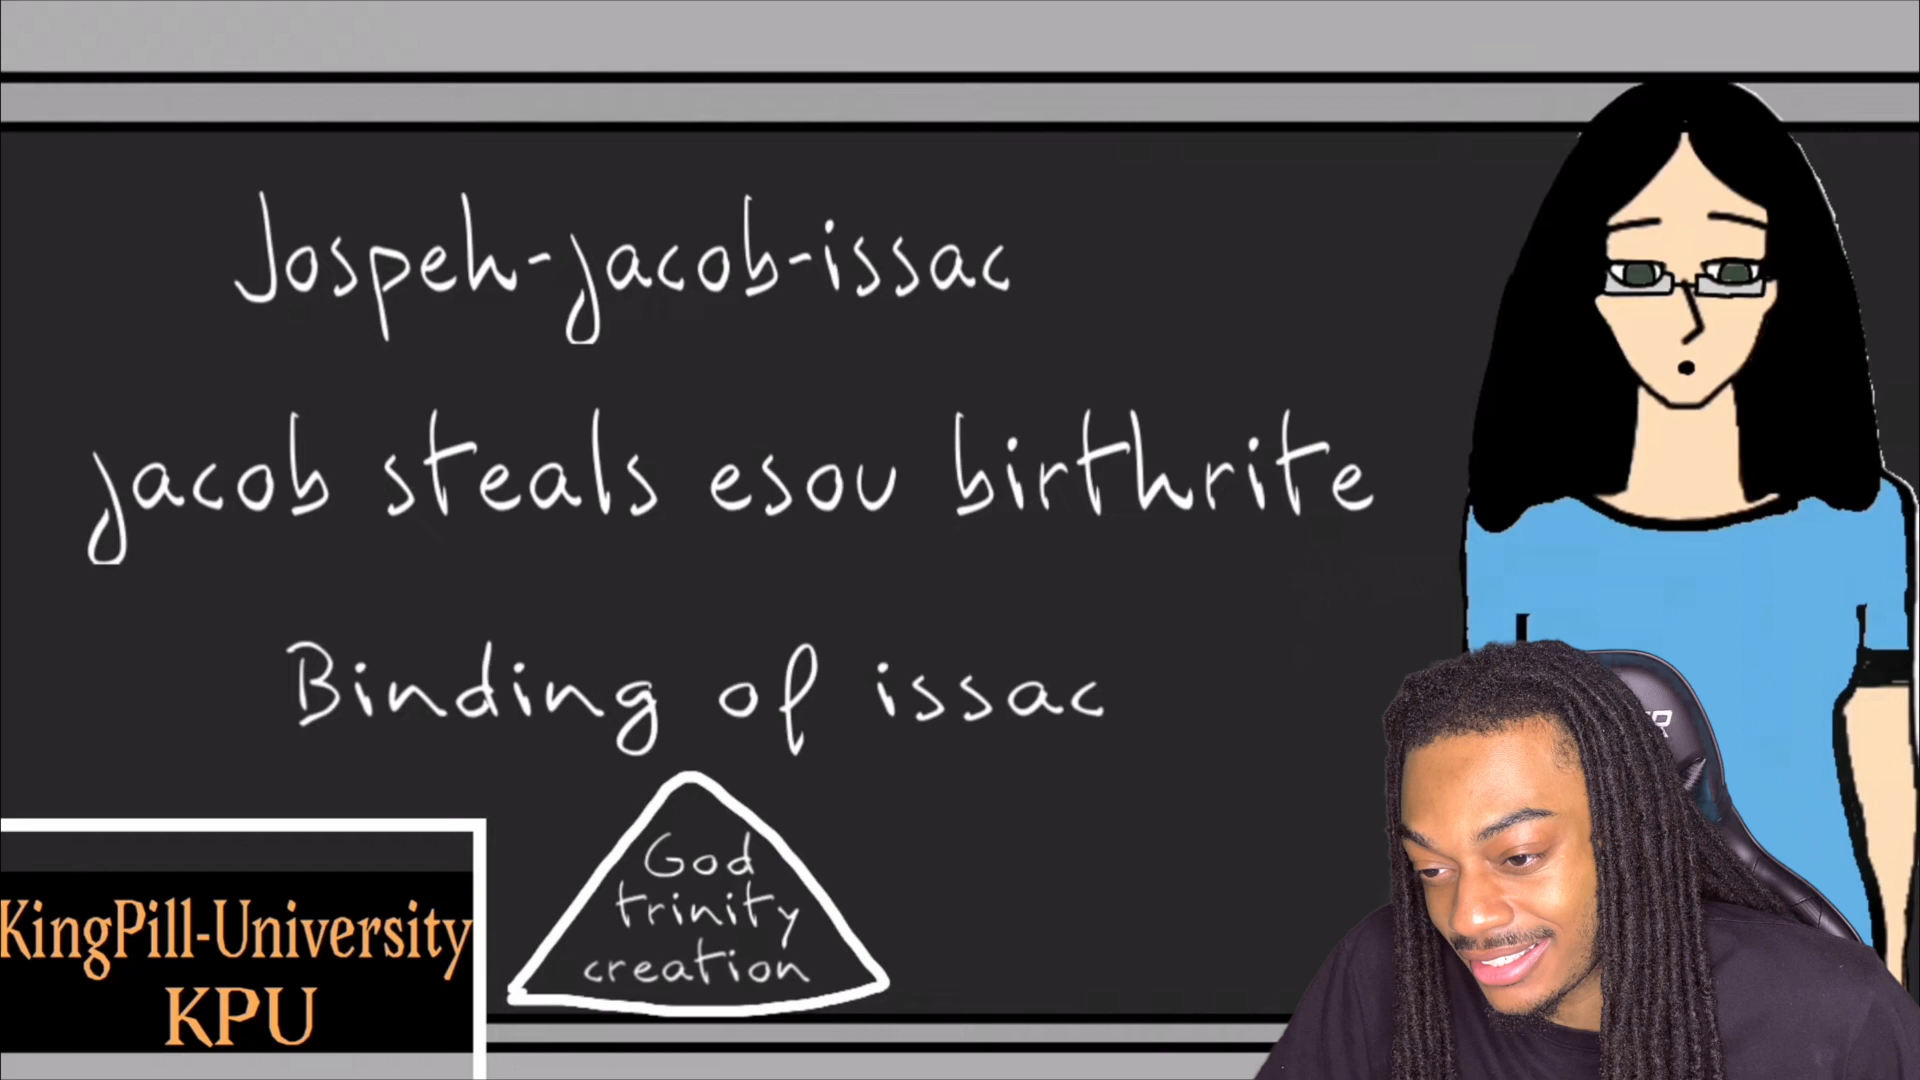 Jospeh-jacob-issac
jacob steals esou birthrite
Binding of issac
God
trinity
creation
KingPill-University
KPU